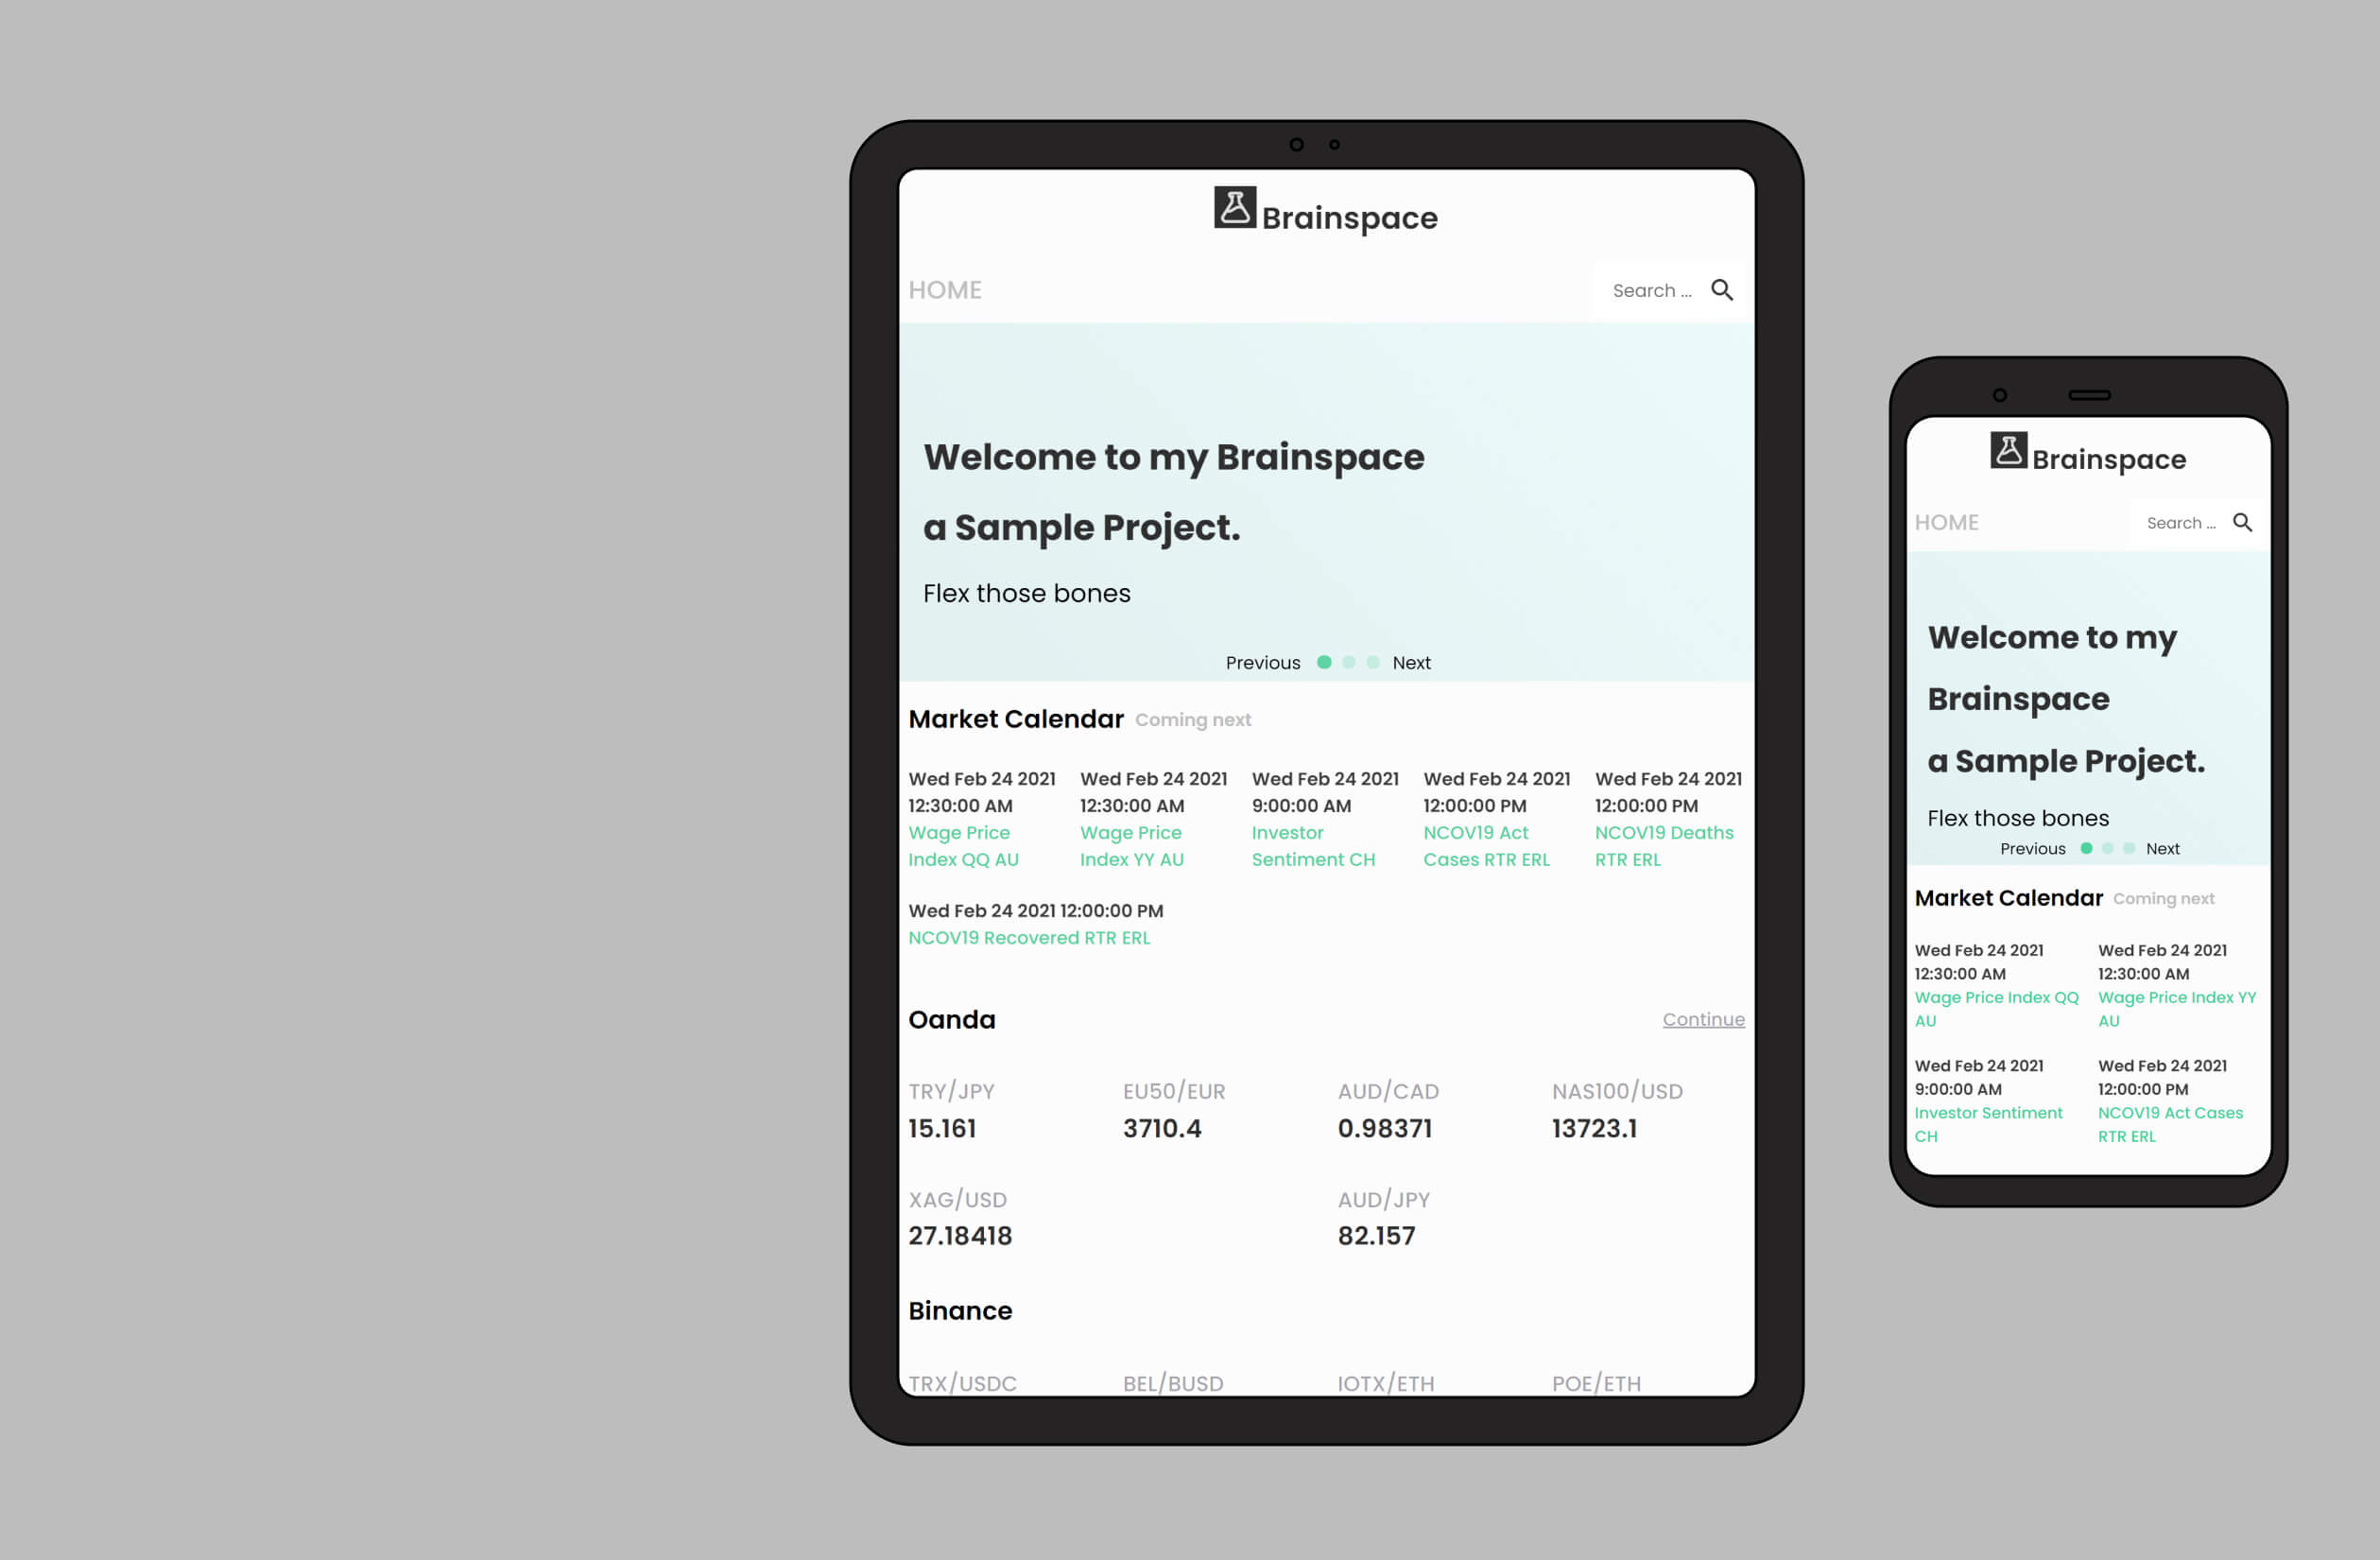 Brainspace
HOME
Search ...
Welcome to my Brainspace
a Sample Project.
Flex those bones
Previous Next
Market Calendar Coming next
Wed Feb 24 2021
12:30:00 AM
Wage Price
Index QQ AU
Wed Feb 24 2021
12:30:00 AM
Wage Price
Index YY AU
Wed Feb 24 2021
9:00:00 AM
Investor
Sentiment CH
Wed Feb 24 2021
12:00:00 PM
NCOV19 Act
Cases RTR ERL
Wed Feb 24 2021
12:00:00 PM
NCOV19 Deaths
RTR ERL
Wed Feb 24 2021 12:00:00 PM
NCOV19 Recovered RTR ERL
Oanda
Continue
TRY/JPY
15.161
EU50/EUR
3710.4
AUD/CAD
0.98371
NAS100/USD
13723.1
XAG/USD
27.18418
AUD/JPY
82.157
Binance
TRX/USDC
BEL/BUSD
IOTX/ETH
POE/ETH
Brainspace
HOME
Search ...
Welcome to my
Brainspace
a Sample Project.
Flex those bones
Previous Next
Market Calendar Coming next
Wed Feb 24 2021
12:30:00 AM
Wage Price Index QQ
AU
Wed Feb 24 2021
12:30:00 AM
Wage Price Index YY
AU
Wed Feb 24 2021
9:00:00 AM
Investor Sentiment
CH
Wed Feb 24 2021
12:00:00 PM
NCOV19 Act Cases
RTR ERL